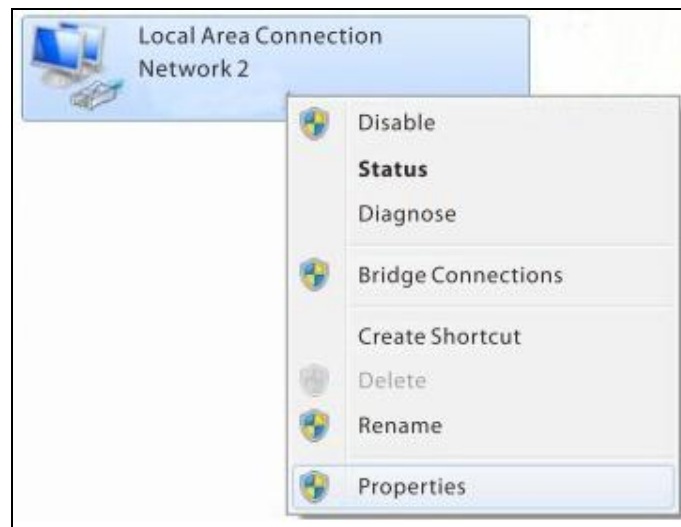 Local Area Connection
Network 2
Disable
Status
Diagnose
Bridge Connections
Create Shortcut
Delete
Rename
Properties